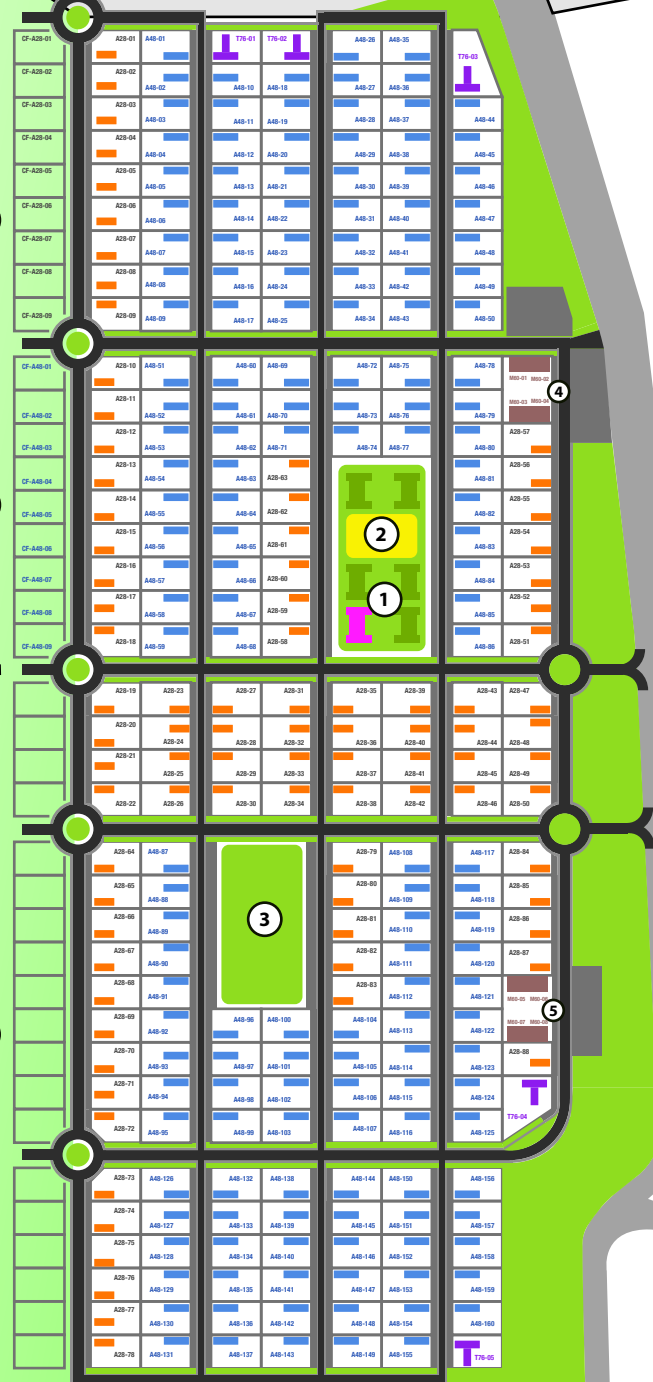 CF-A28-01 A28-01 A48-01 T76-01 T76-02 A48-26 A48-35 T76-03
CF-A28-02 A28-02 A48-02 A48-10 A48-18 A48-27 A48-36
CF-A28-03 A28-03 A48-03 A48-11 A48-19 A48-28 A48-37 A48-44
CF-A28-04 A28-04 A48-04 A48-12 A48-20 A48-29 A48-38 A48-45
CF-A28-05 A28-05 A48-05 A48-13 A48-21 A48-30 A48-39 A48-46
CF-A28-06 A28-06 A48-06 A48-14 A48-22 A48-31 A48-40 A48-47
CF-A28-07 A28-07 A48-07 A48-15 A48-23 A48-32 A48-41 A48-48
CF-A28-08 A28-08 A48-08 A48-16 A48-24 A48-33 A48-42 A48-49
CF-A28-09 A28-09 A48-09 A48-17 A48-25 A48-34 A48-43 A48-50
CF-A48-01 A28-10 A48-51 A48-60 A48-69 A48-72 A48-75 A48-78 M60-01 M60-02
4
CF-A48-02 A28-11 A48-52 A48-61 A48-70 A48-73 A48-76 A48-79 M60-03 M60-04
CF-A48-03 A28-12 A48-53 A48-62 A48-71 A48-74 A48-77 A48-80 A28-57
CF-A48-04 A28-13 A48-54 A48-63 A28-63 A48-81 A28-56
CF-A48-05 A28-14 A48-55 A48-64 A28-62 2 A48-82 A28-55
CF-A48-06 A28-15 A48-56 A48-65 A28-61 A48-83 A28-54
CF-A48-07 A28-16 A48-57 A48-66 A28-60 1 A48-84 A28-53
CF-A48-08 A28-17 A48-58 A48-67 A28-59 A48-85 A28-52
CF-A48-09 A28-18 A48-59 A48-68 A28-58 A48-86 A28-51
A28-19 A28-23 A28-27 A28-31 A28-35 A28-39 A28-43 A28-47
A28-20 A28-24 A28-28 A28-32 A28-36 A28-40 A28-44 A28-48
A28-21 A28-25 A28-29 A28-33 A28-37 A28-41 A28-45 A28-49
A28-22 A28-26 A28-30 A28-34 A28-38 A28-42 A28-46 A28-50
A28-64 A48-87 A28-79 A48-108 A48-117 A28-84
A28-65 A48-88 A28-80 A48-109 A48-118 A28-85
A28-66 A48-89 3 A28-81 A48-110 A48-119 A28-86
A28-67 A48-90 A28-82 A48-111 A48-120 A28-87
A28-68 A48-91 A28-83 A48-112 A48-121 M60-05 M60-06
5
A28-69 A48-92 A48-96 A48-100 A48-104 A48-113 A48-122 M60-07 M60-08
A28-70 A48-93 A48-97 A48-101 A48-105 A48-114 A48-123 A28-88
A28-71 A48-94 A48-98 A48-102 A48-106 A48-115 A48-124 T76-04
A28-72 A48-95 A48-99 A48-103 A48-107 A48-116 A48-125
A28-73 A48-126 A48-132 A48-138 A48-144 A48-150 A48-156
A28-74 A48-127 A48-133 A48-139 A48-145 A48-151 A48-157
A28-75 A48-128 A48-134 A48-140 A48-146 A48-152 A48-158
A28-76 A48-129 A48-135 A48-141 A48-147 A48-153 A48-159
A28-77 A48-130 A48-136 A48-142 A48-148 A48-154 A48-160
A28-78 A48-131 A48-137 A48-143 A48-149 A48-155 T76-05